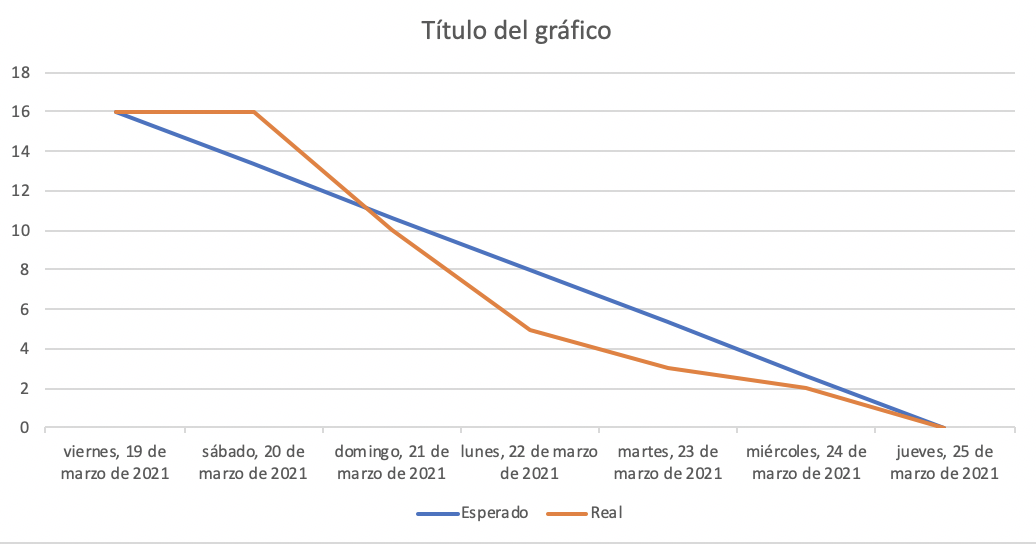 Título del gráfico
18
16
14
12
10
8
6
4
2
0
viernes, 19 de
marzo de 2021
sábado, 20 de
marzo de 2021
domingo, 21 de
marzo de 2021
lunes, 22 de marzo
de 2021
martes, 23 de
marzo de 2021
miércoles, 24 de
marzo de 2021
jueves, 25 de
marzo de 2021
Esperado
Real